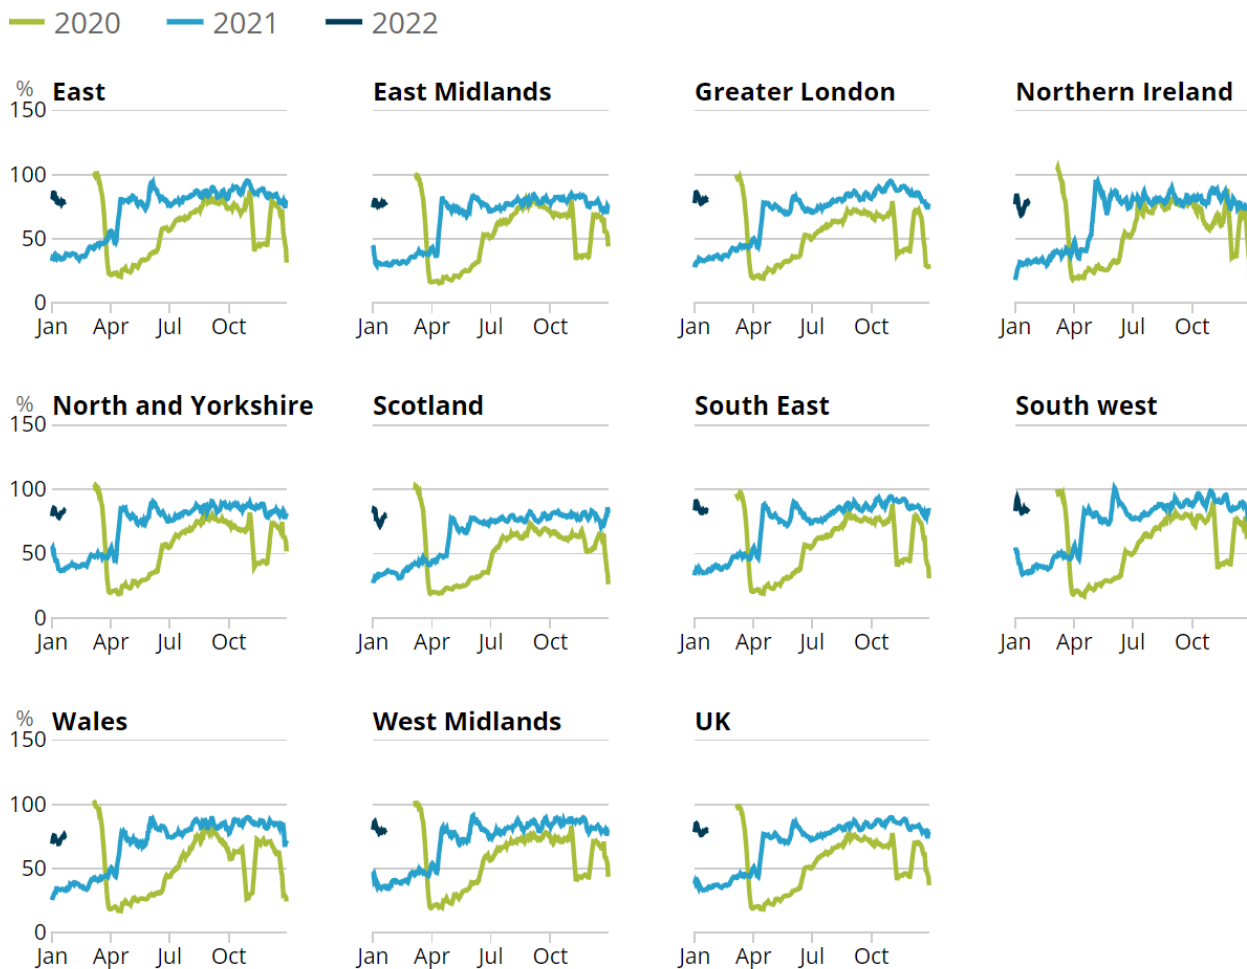 2020 2021 2022
% East East Midlands Greater London Northern Ireland
150
100
50
0
Jan Apr Jul Oct Jan Apr Jul Oct Jan Apr Jul Oct Jan Apr Jul Oct
% North and Yorkshire Scotland South East South west
150
100
50
0
Jan Apr Jul Oct Jan Apr Jul Oct Jan Apr Jul Oct Jan Apr Jul Oct
% Wales West Midlands UK
150
100
50
0
Jan Apr Jul Oct Jan Apr Jul Oct Jan Apr Jul Oct